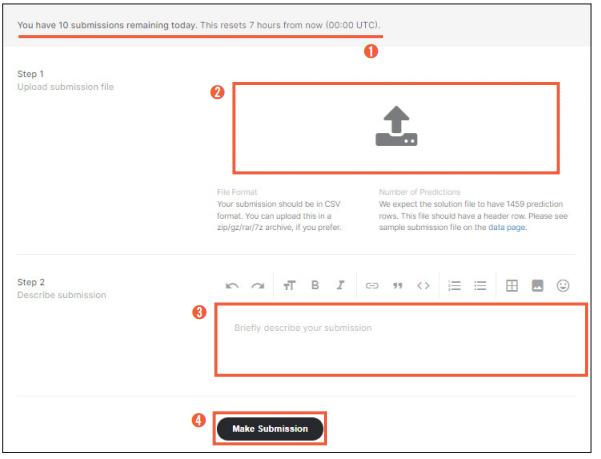 You have 10 submissions remaining today. This resets 7 hours from now (00:00 UTC).
1
Step 1
Upload submission file
2
File Format
Your submission should be in CSV
format. You can upload this in a
zip/gz/rar/7z archive, if you prefer.
Number of Predictions
We expect the solution file to have 1459 prediction
rows. This file should have a header row. Please see
sample submission file on the data page.
Step 2
Describe submission
3
Briefly describe your submission
4
Make Submission